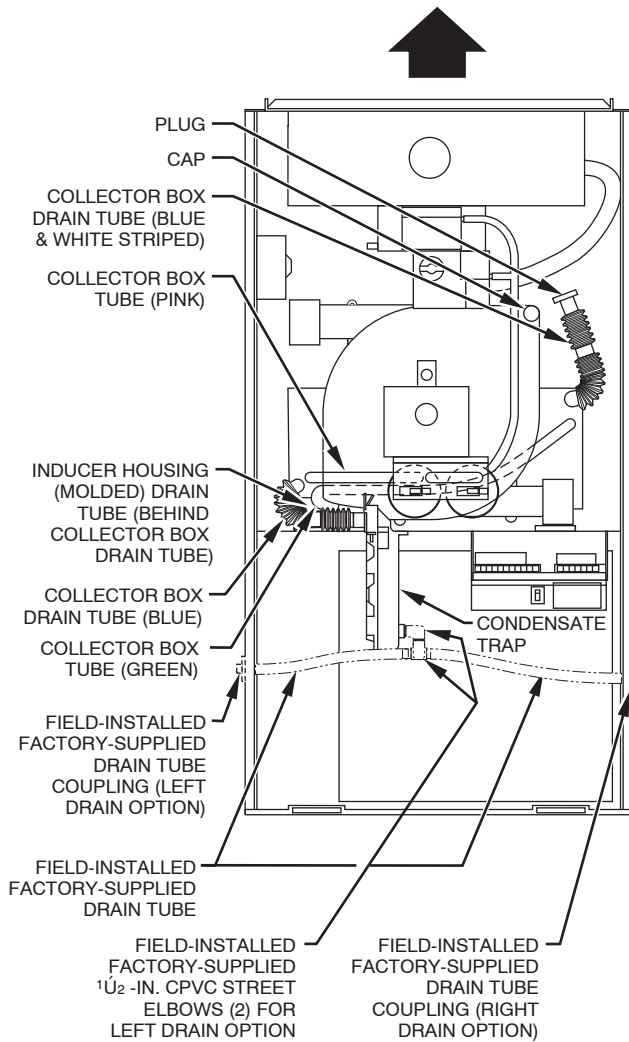 PLUG
CAP
COLLECTOR BOX
DRAIN TUBE (BLUE
& WHITE STRIPED)
COLLECTOR BOX
TUBE (PINK)
INDUCER HOUSING
(MOLDED) DRAIN
TUBE (BEHIND
COLLECTOR BOX
DRAIN TUBE)
COLLECTOR BOX
DRAIN TUBE (BLUE)
COLLECTOR BOX
TUBE (GREEN)
CONDENSATE
TRAP
FIELD-INSTALLED
FACTORY-SUPPLIED
DRAIN TUBE
COUPLING (LEFT
DRAIN OPTION)
FIELD-INSTALLED
FACTORY-SUPPLIED
DRAIN TUBE
FIELD-INSTALLED
FACTORY-SUPPLIED
1Ú2 -IN. CPVC STREET
ELBOWS (2) FOR
LEFT DRAIN OPTION
FIELD-INSTALLED
FACTORY-SUPPLIED
DRAIN TUBE
COUPLING (RIGHT
DRAIN OPTION)